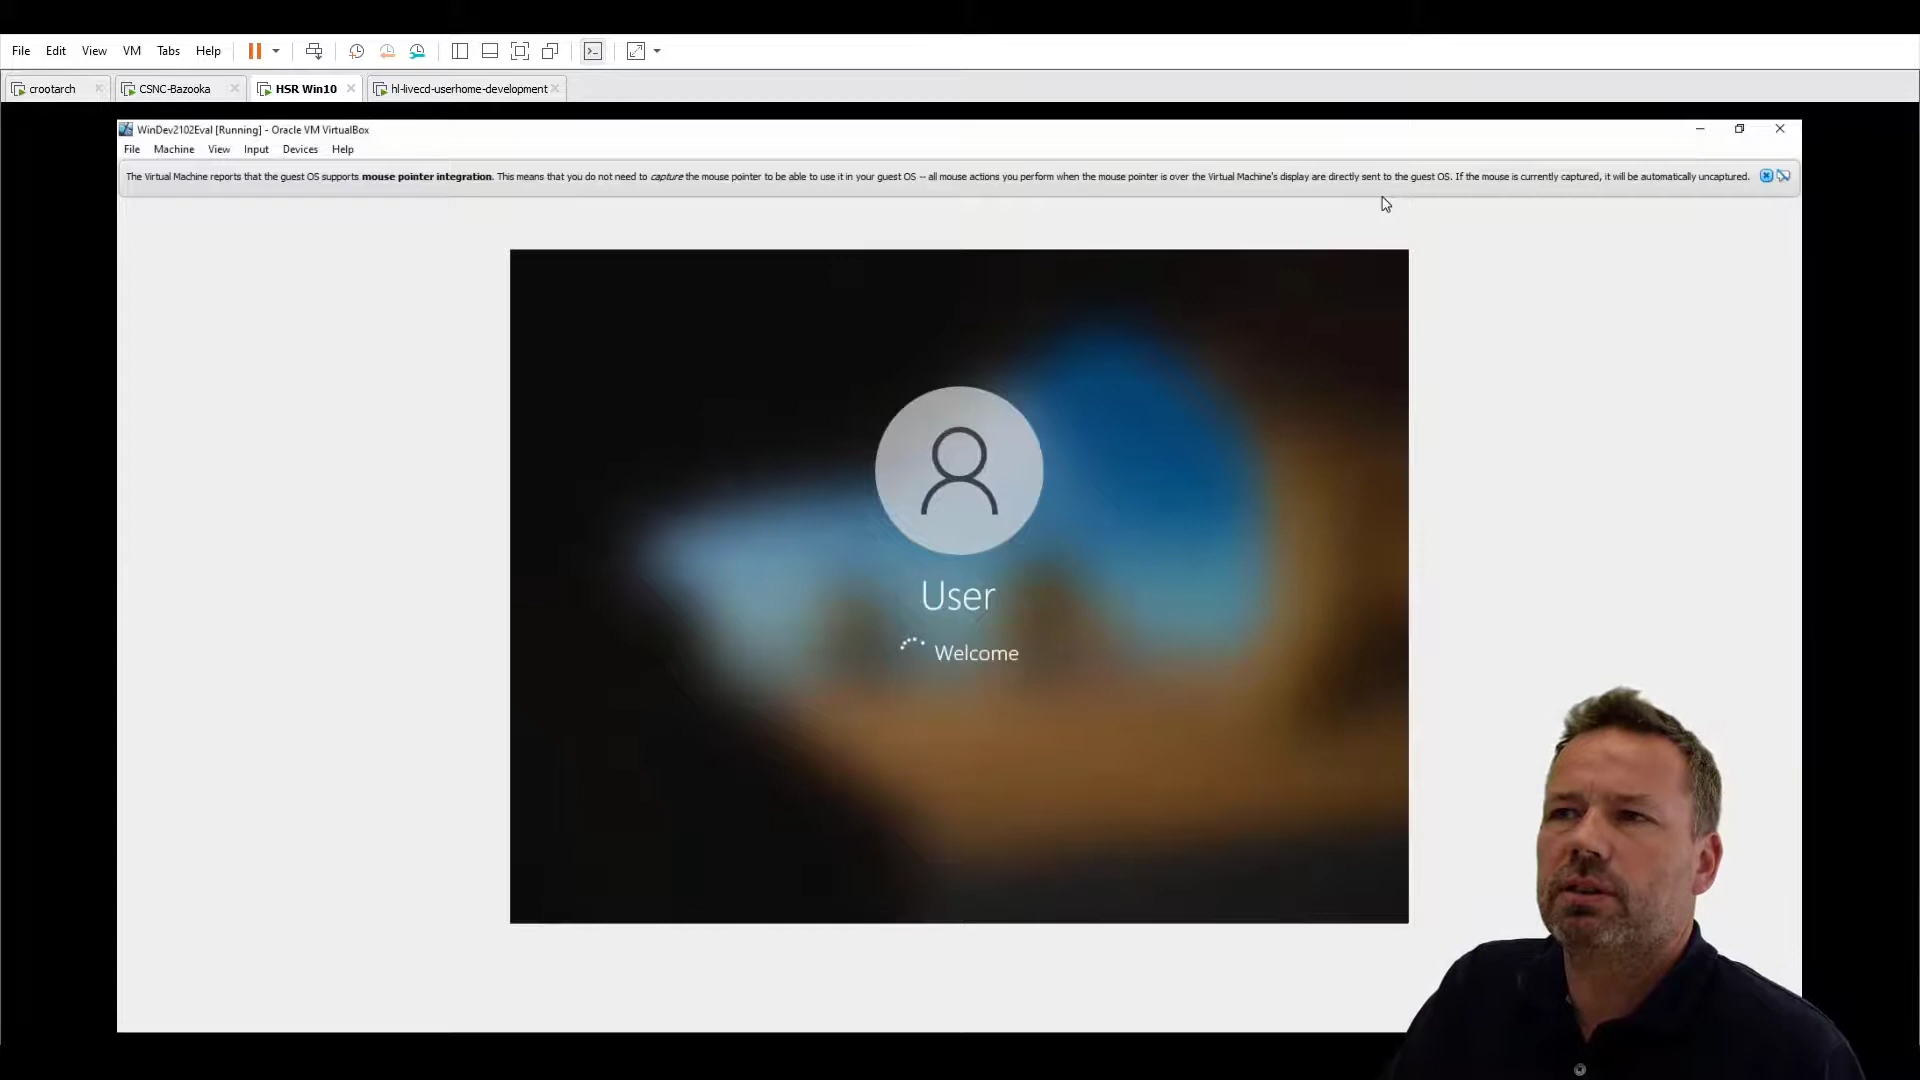 File Edit View VM Tabs Help
crootarch CSNC-Bazooka HSR Win10 hl-livecd-userhome-development
WinDev2102Eval [Running] - Oracle VM VirtualBox
File Machine View Input Devices Help
The Virtual Machine reports that the guest OS supports mouse pointer integration. This means that you do not need to capture the mouse pointer to be able to use it in your guest OS -- all mouse actions you perform when the mouse pointer is over the Virtual Machine's display are directly sent to the guest OS. If the mouse is currently captured, it will be automatically uncaptured.
User
Welcome